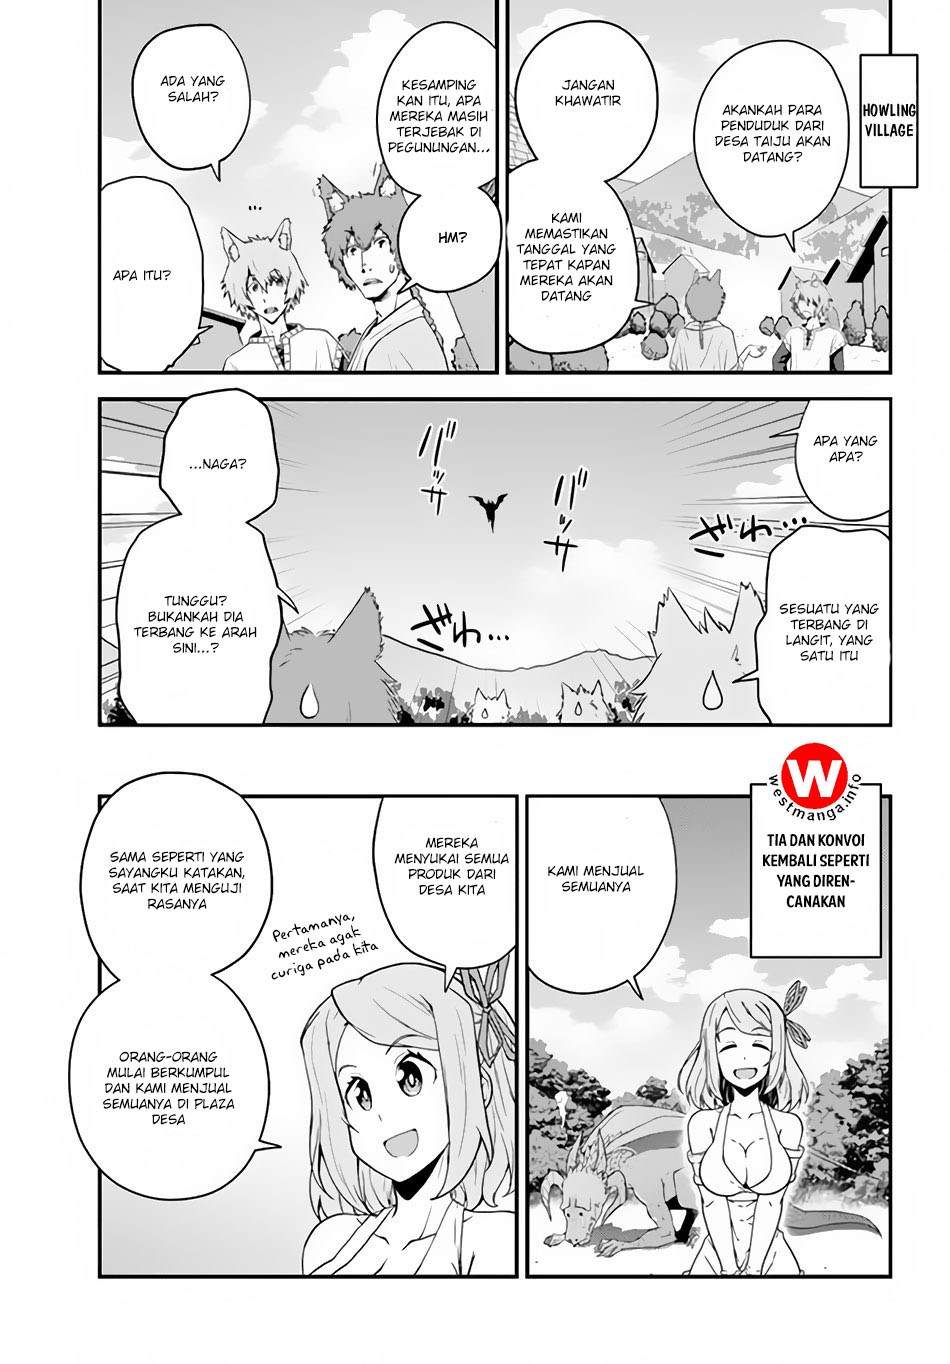 HOWLING
VILLAGE
AKANKAH PARA
PENDUDUK DARI
DESA TAIJU AKAN
DATANG?
JANGAN
KHAWATIR
KAMI
MEMASTIKAN
TANGGAL YANG
TEPAT KAPAN
MEREKA AKAN
DATANG
KESAMPING
KAN ITU, APA
MEREKA MASIH
TERJEBAK DI
PEGUNUNGAN...
HM?
ADA YANG
SALAH?
...
APA ITU?
APA YANG
APA?
SESUATU YANG
TERBANG DI
LANGIT, YANG
SATU ITU
ざわ...
バサ
バサ
ざわ...
...NAGA?
TUNGGU?
BUKANKAH DIA
TERBANG KE ARAH
SINI...?
W
westmanga.info
TIA DAN KONVOI
KEMBALI SEPERTI
YANG DIREN-
CANAKAN
KAMI MENJUAL
SEMUANYA
MEREKA
MENYUKAI SEMUA
PRODUK DARI
DESA KITA
Pertamanya,
mereka agak
curiga pada kita
SAMA SEPERTI YANG
SAYANGKU KATAKAN,
SAAT KITA MENGUJI
RASANYA
ORANG-ORANG
MULAI BERKUMPUL
DAN KAMI MENJUAL
SEMUANYA DI PLAZA
DESA